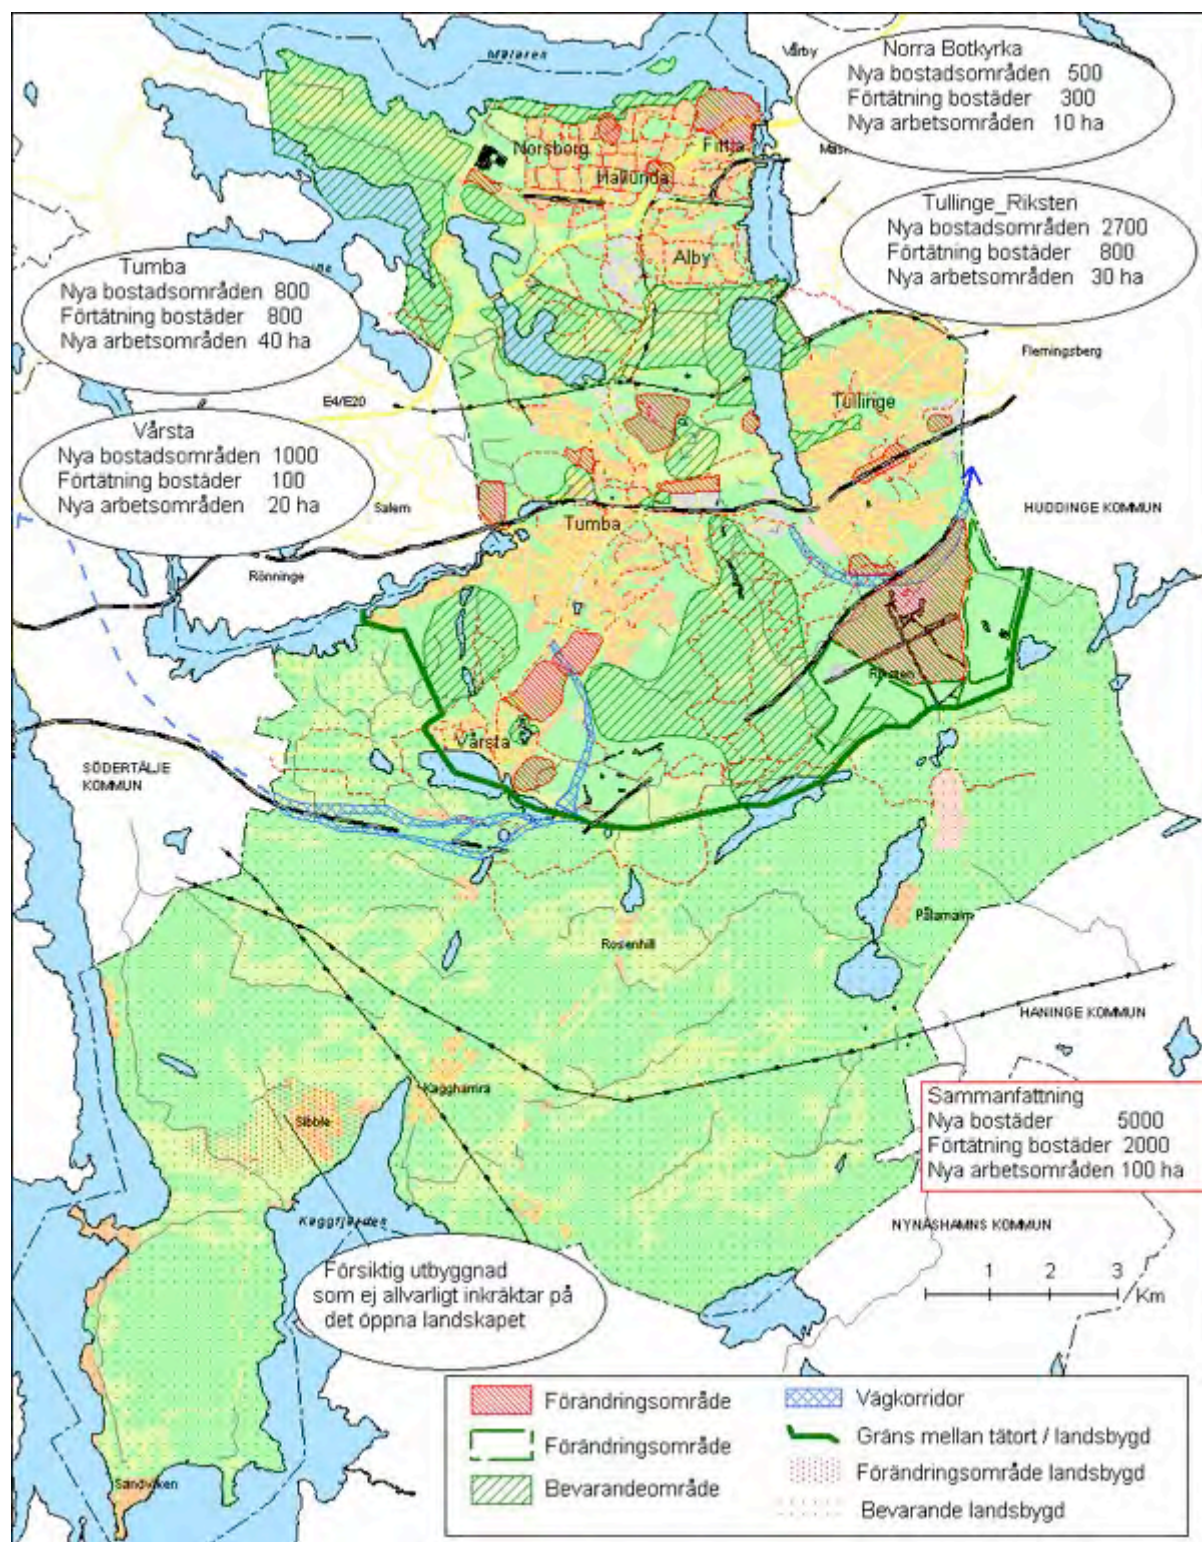 Mälaren
Vårby
Norra Botkyrka
Nya bostadsområden 500
Förtätning bostäder 300
Nya arbetsområden 10 ha
Norsborg
Fittja
Hallunda
Alby
Tullinge_Riksten
Nya bostadsområden 2700
Förtätning bostäder 800
Nya arbetsområden 30 ha
Tumba
Nya bostadsområden 800
Förtätning bostäder 800
Nya arbetsområden 40 ha
Flemingsberg
E4/E20
Tullinge
Vårsta
Nya bostadsområden 1000
Förtätning bostäder 100
Nya arbetsområden 20 ha
Salem
Tumba
HUDDINGE KOMMUN
Rönninge
Riksten
Vårsta
SÖDERTÄLJE
KOMMUN
Pålamalm
Rosenhill
HANINGE KOMMUN
Kagghamra
Sibble
Sammanfattning
Nya bostäder 5000
Förtätning bostäder 2000
Nya arbetsområden 100 ha
Kaggfjärden
NYNÄSHAMNS KOMMUN
Försiktig utbyggnad
som ej allvarligt inkräktar på
det öppna landskapet
1 2 3
Km
Förändringsområde
Förändringsområde
Bevarandeområde
Vägkorridor
Gräns mellan tätort / landsbygd
Förändringsområde landsbygd
Bevarande landsbygd
Sandviken